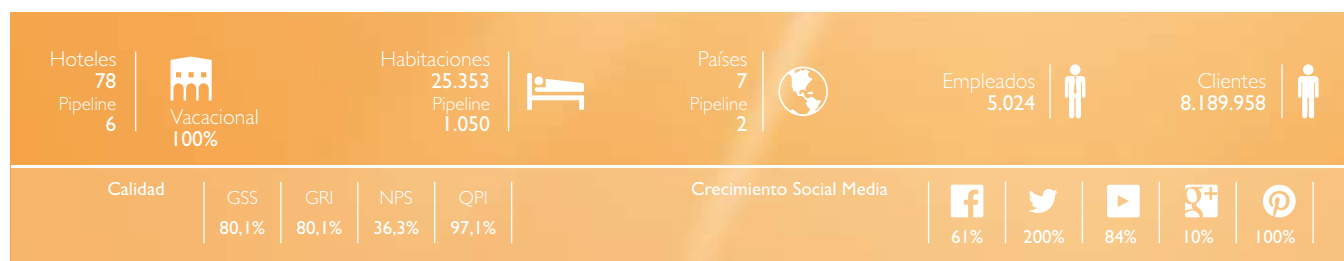 Hoteles
78
Pipeline
6
Vacacional
100%
Habitaciones
25.353
Pipeline
1.050
Países
7
Pipeline
2
Empleados
5.024
Clientes
8.189.958
Calidad
GSS
80,1%
GRI
80,1%
NPS
36,3%
QPI
97,1%
Crecimiento Social Media
61%
200%
84%
10%
100%